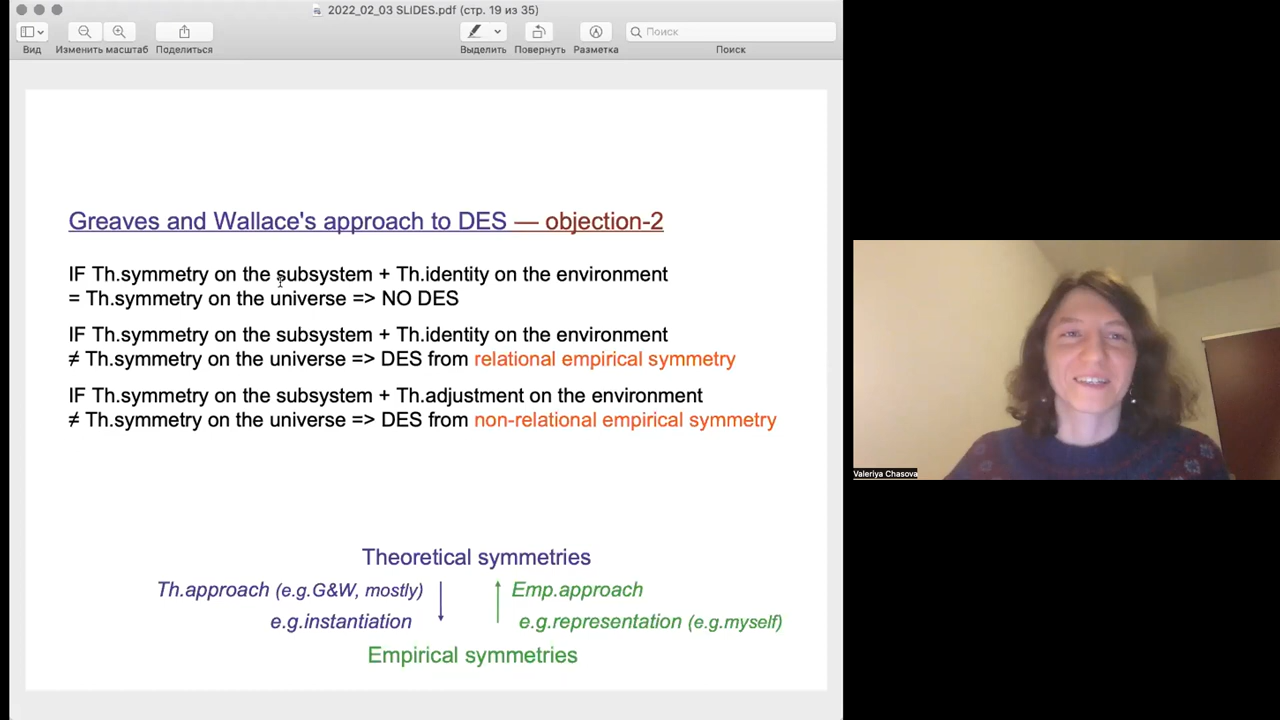 2022_02_03 SLIDES.pdf (стр. 19 из 35)
Вид
Изменить масштаб
Поделиться
Выделить
Повернуть
Разметка
Поиск
Поиск
Greaves and Wallace's approach to DES — objection-2
IF Th.symmetry on the subsystem + Th.identity on the environment
= Th.symmetry on the universe => NO DES
IF Th.symmetry on the subsystem + Th.identity on the environment
≠ Th.symmetry on the universe => DES from relational empirical symmetry
IF Th.symmetry on the subsystem + Th.adjustment on the environment
≠ Th.symmetry on the universe => DES from non-relational empirical symmetry
Theoretical symmetries
Th.approach (e.g.G&W, mostly)
Emp.approach
e.g.instantiation
e.g.representation (e.g.myself)
Empirical symmetries
Valeriya Chasova